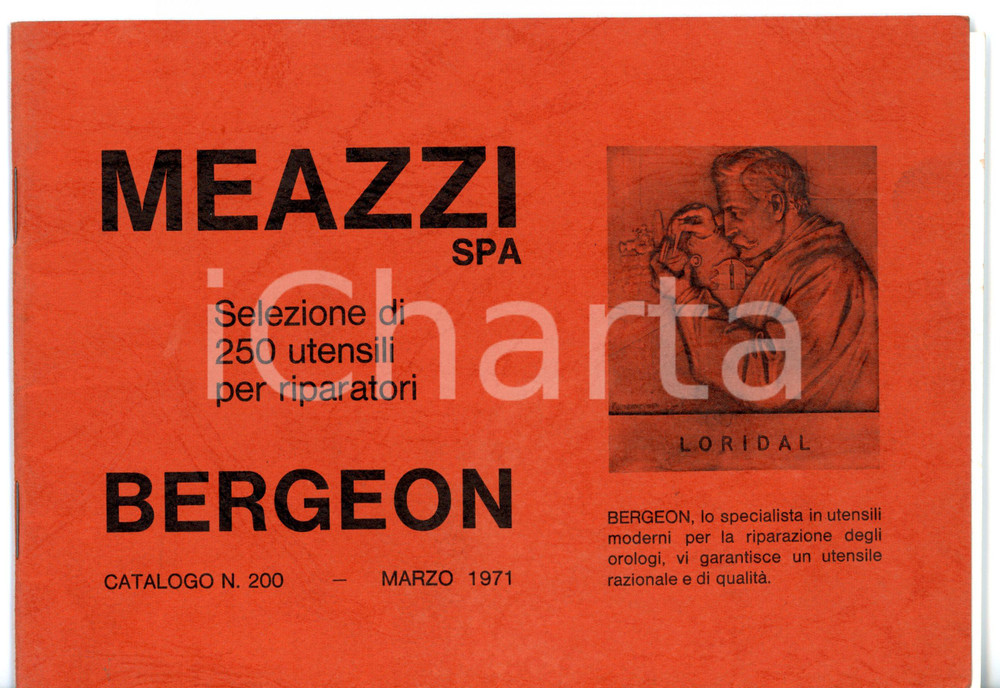 MEAZZI
SPA
Selezione di
250 utensili
per riparatori
BERGEON
CATALOGO N. 200 — MARZO 1971
LORIDAL
BERGEON, lo specialista in utensili
moderni per la riparazione degli
orologi, vi garantisce un utensile
razionale e di qualità.
iCharta